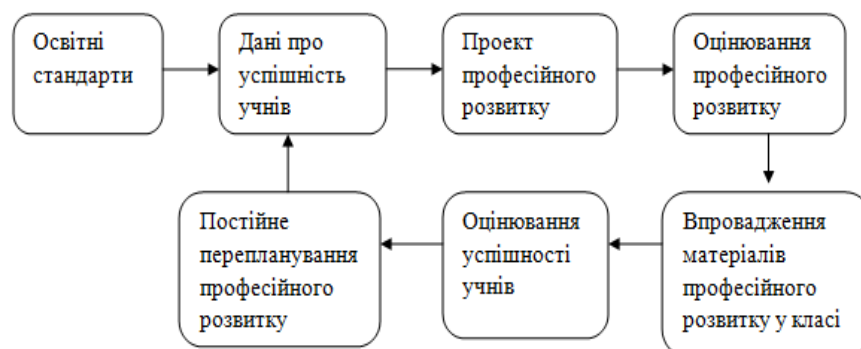 Освітні
стандарти
Дані про
успішність
учнів
Проект
професійного
розвитку
Оцінювання
професійного
розвитку
Впровадження
матеріалів
професійного
розвитку у класі
Оцінювання
успішності
учнів
Постійне
перепланування
професійного
розвитку